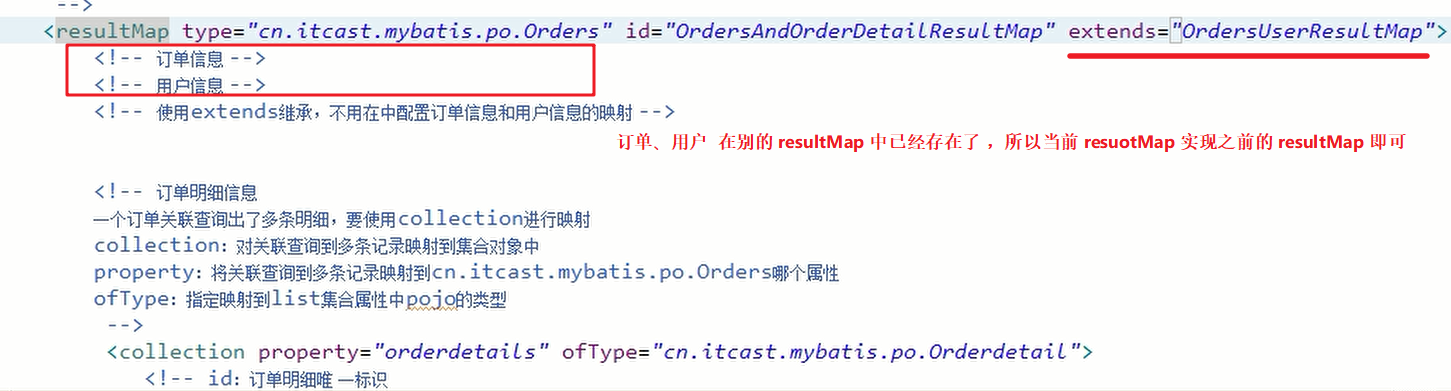 -->
<resultMap type="cn.itcast.mybatis.po.Orders" id="OrdersAndOrderDetailResultMap" extends="OrdersUserResultMap">
<!-- 订单信息 -->
<!-- 用户信息 -->
<!-- 使用extends继承，不用在中配置订单信息和用户信息的映射 -->
订单、用户 在别的 resultMap 中已经存在了 ，所以当前 resuotMap 实现之前的 resultMap 即可
<!-- 订单明细信息
一个订单关联查询出了多条明细，要使用collection进行映射
collection：对关联查询到多条记录映射到集合对象中
property：将关联查询到多条记录映射到cn.itcast.mybatis.po.Orders哪个属性
ofType：指定映射到list集合属性中pojo的类型
-->
<collection property="orderdetails" ofType="cn.itcast.mybatis.po.Orderdetail">
<!-- id：订单明细唯 一标识